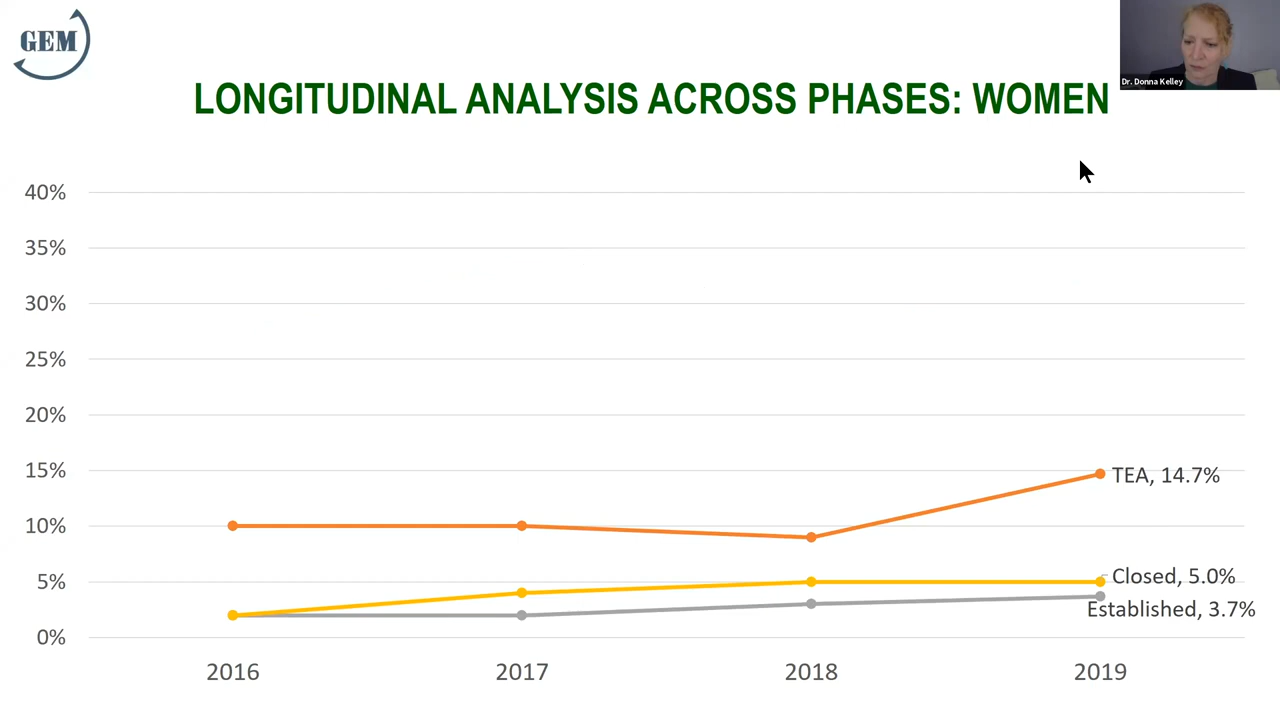 GEM
Dr. Donna Kelley
LONGITUDINAL ANALYSIS ACROSS PHASES: WOMEN
40%
35%
30%
25%
20%
15%
10%
5%
0%
TEA, 14.7%
Closed, 5.0%
Established, 3.7%
2016 2017 2018 2019